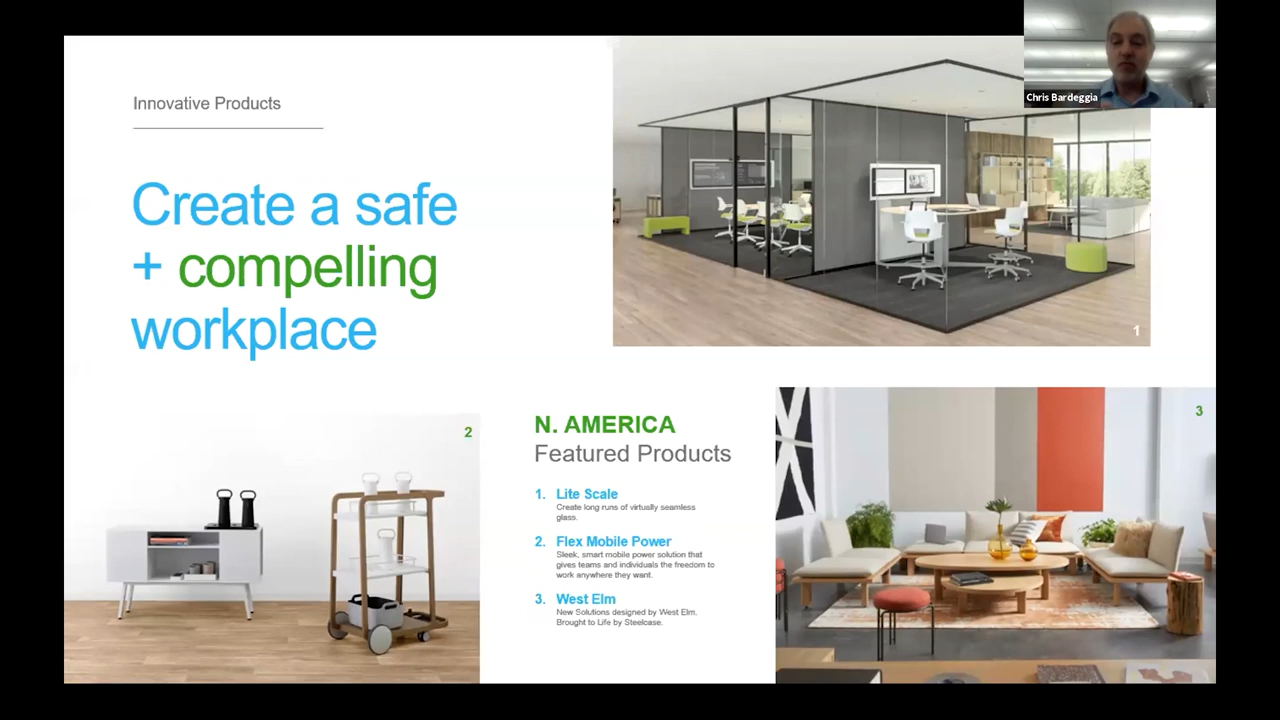 Innovative Products
Create a safe
+ compelling
workplace
Chris Bardeggia
1
2
N. AMERICA
Featured Products
1. Lite Scale
Create long runs of virtually seamless
glass.
2. Flex Mobile Power
Sleek, smart mobile power solution that
gives teams and individuals the freedom to
work anywhere they want.
3. West Elm
New Solutions designed by West Elm.
Brought to Life by Steelcase.
3